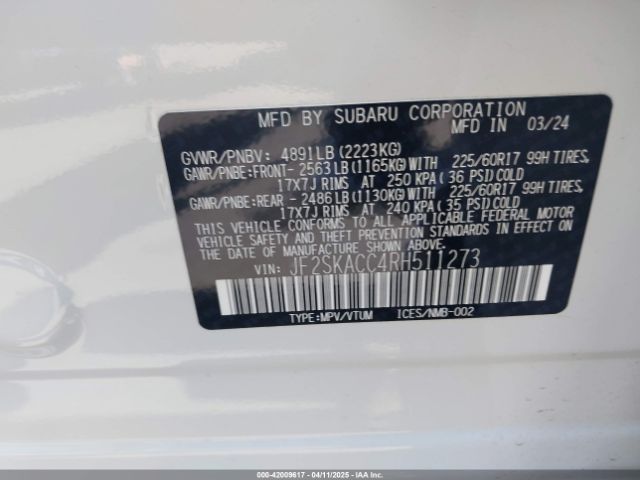 MFD BY SUBARU CORPORATION
MFD IN 03/24
GVWR/PNBV: 4891LB(2223KG)
GAWR/PNBE:FRONT- 2563LB(1165KG)WITH 225/60R17 99H TIRES,
17X7J RIMS AT 250 KPA( 36 PSI)COLD
GAWR/PNBE:REAR - 2486LB(1130KG)WITH 225/60R17 99H TIRES,
17X7J RIMS AT 240 KPA( 35 PSI)COLD
THIS VEHICLE CONFORMS TO ALL APPLICABLE FEDERAL MOTOR
VEHICLE SAFETY AND THEFT PREVENTION STANDARDS IN EFFECT ON
THE DATE OF MANUFACTURE SHOWN ABOVE.
VIN: JF2SKACC4RH511273
TYPE:MPV/VTUM ICES/NMB-002
000-42009617 - 04/11/2025 - IAAI.COM